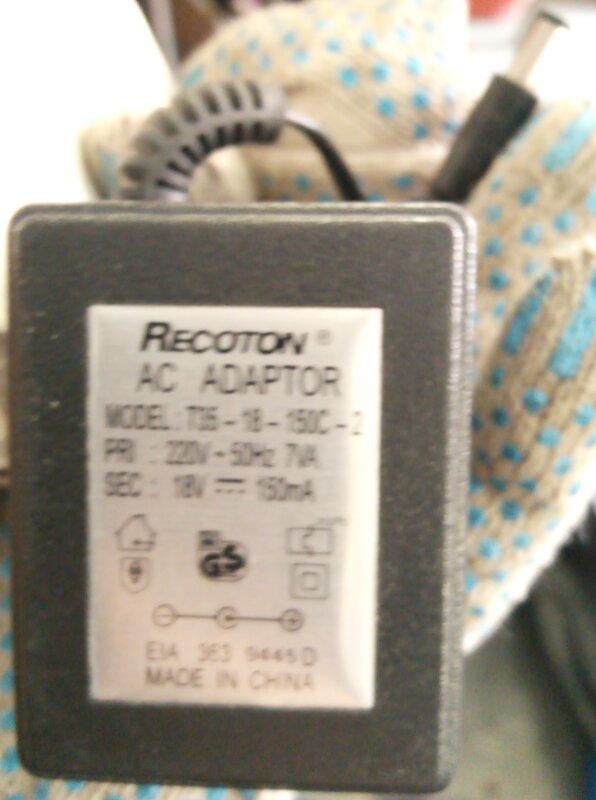 RECOTON ®
AC ADAPTOR
MODEL : T35-18-150C-2
PRI : 220V ~ 50Hz 7VA
SEC : 18V ⎓ 150mA
GS
EIA 363 9445D
MADE IN CHINA